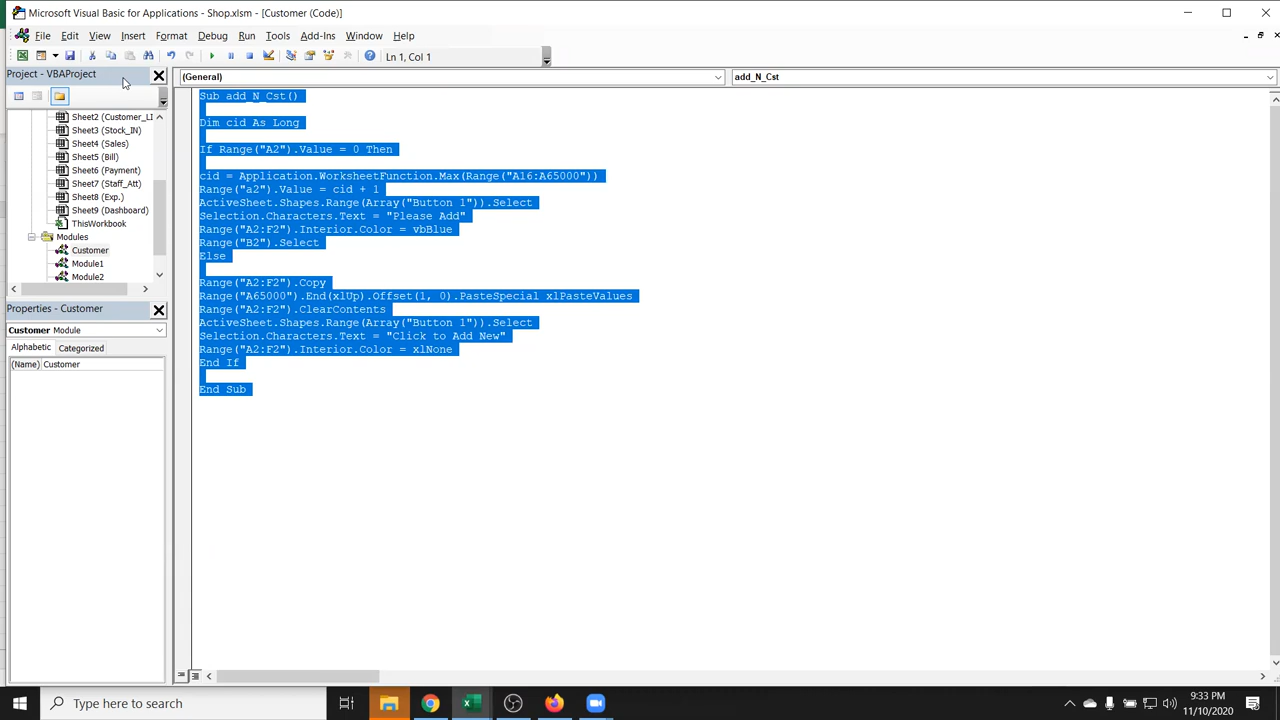 Microsoft Visual Basic for Applications - Shop.xlsm - [Customer (Code)]
File Edit View Insert Format Debug Run Tools Add-Ins Window Help
Ln 1, Col 1
Project - VBAProject
(General)
add_N_Cst
Sheet2 (Customer_LI
Sheet3 (Stock_IN)
Sheet4 (Sales)
Sheet5 (Bill)
Sheet6 (Payment)
Sheet7 (Staff_Att)
Sheet8 (Exp.)
Sheet9 (Dashboard)
ThisWorkbook
Modules
Customer
Module1
Module2
Properties - Customer
Customer Module
Alphabetic Categorized
(Name) Customer
Sub add_N_Cst()
Dim cid As Long
If Range("A2").Value = 0 Then
cid = Application.WorksheetFunction.Max(Range("A16:A65000"))
Range("a2").Value = cid + 1
ActiveSheet.Shapes.Range(Array("Button 1")).Select
Selection.Characters.Text = "Please Add"
Range("A2:F2").Interior.Color = vbBlue
Range("B2").Select
Else
Range("A2:F2").Copy
Range("A65000").End(xlUp).Offset(1, 0).PasteSpecial xlPasteValues
Range("A2:F2").ClearContents
ActiveSheet.Shapes.Range(Array("Button 1")).Select
Selection.Characters.Text = "Click to Add New"
Range("A2:F2").Interior.Color = xlNone
End If
End Sub
Type here to search
9:33 PM
11/10/2020